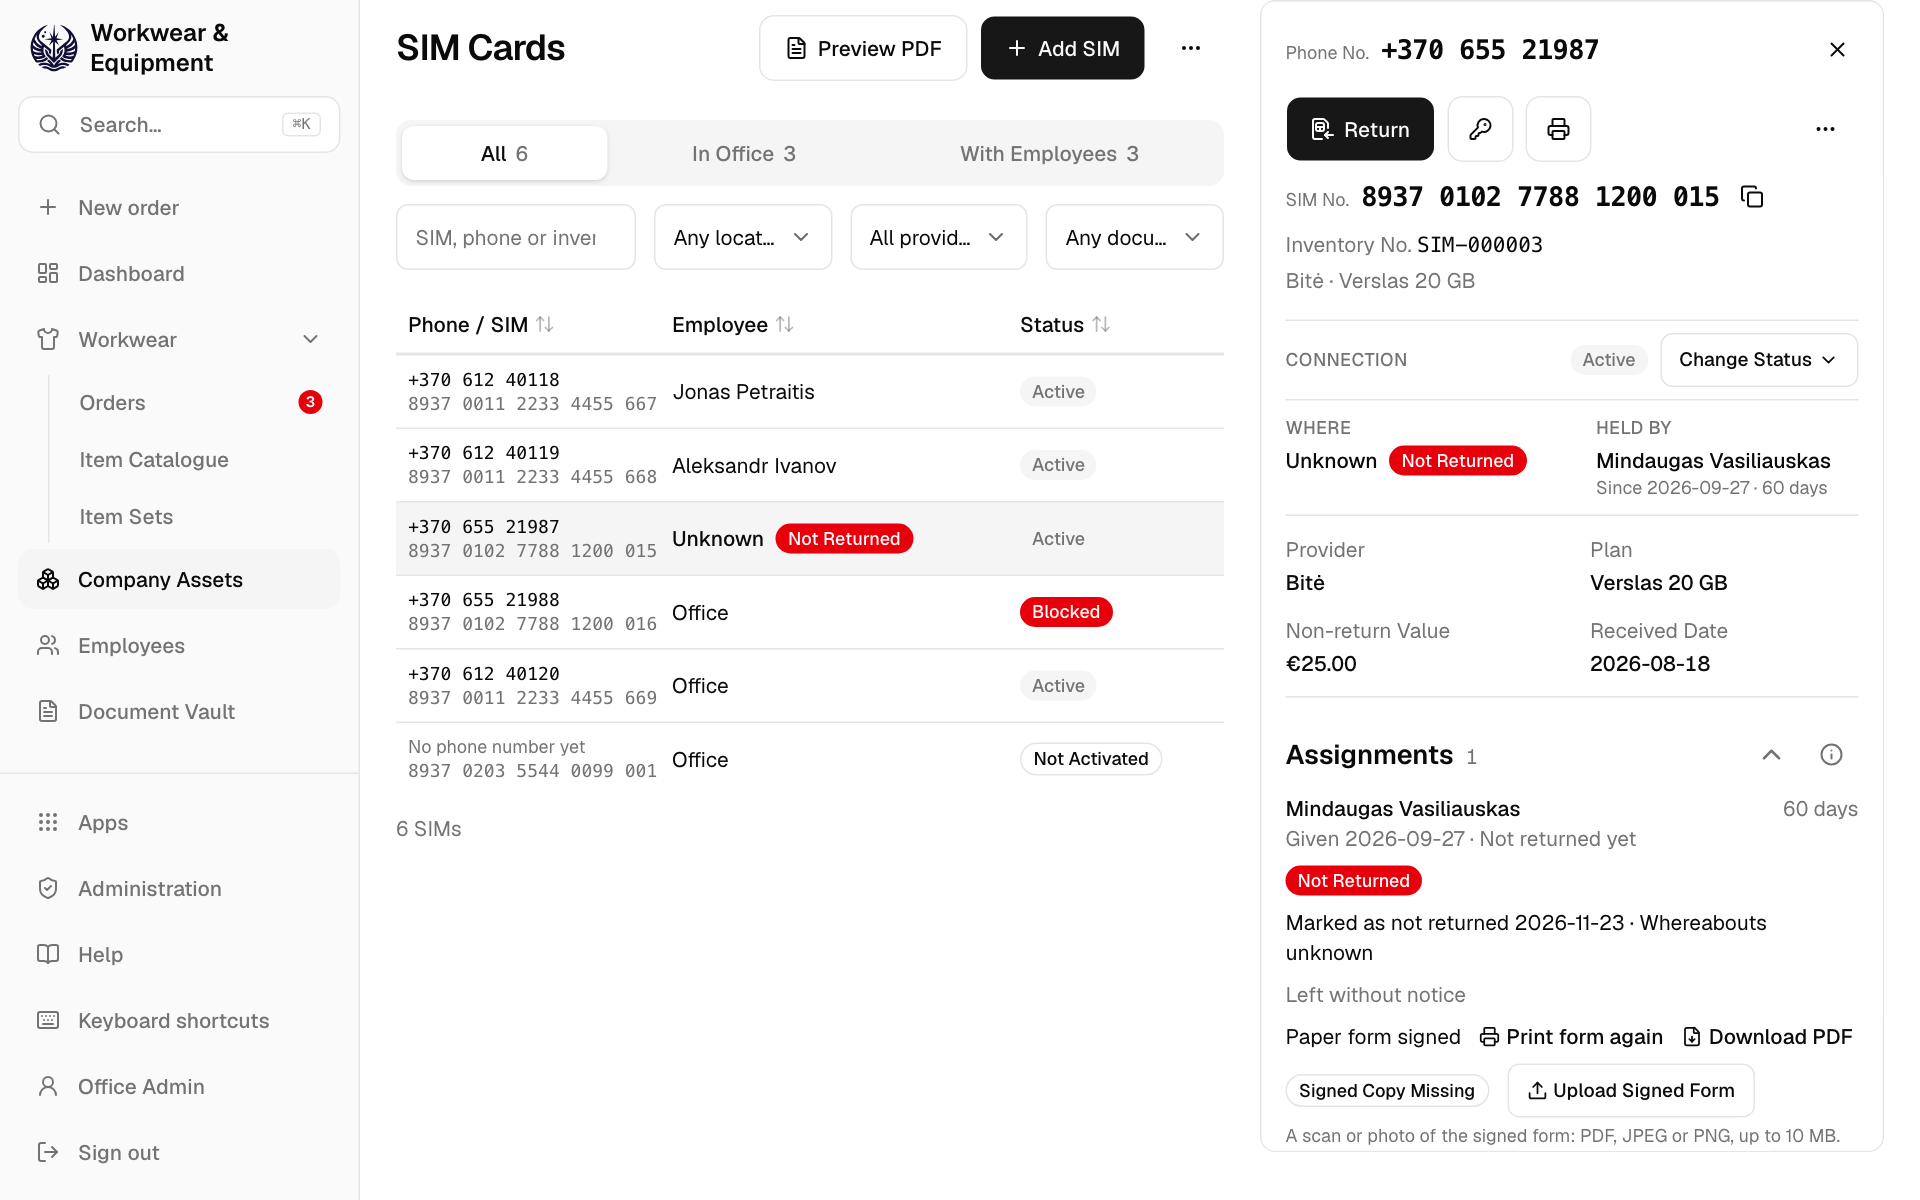 Workwear &
Equipment
Search...
⌘K
New order
Dashboard
Workwear
Orders
3
Item Catalogue
Item Sets
Company Assets
Employees
Document Vault
Apps
Administration
Help
Keyboard shortcuts
Office Admin
Sign out
SIM Cards
Preview PDF
Add SIM
All 6
In Office 3
With Employees 3
SIM, phone or inver
Any locat...
All provid...
Any docu...
Phone / SIM
Employee
Status
+370 612 40118
8937 0011 2233 4455 667
Jonas Petraitis
Active
+370 612 40119
8937 0011 2233 4455 668
Aleksandr Ivanov
Active
+370 655 21987
8937 0102 7788 1200 015
Unknown Not Returned
Active
+370 655 21988
8937 0102 7788 1200 016
Office
Blocked
+370 612 40120
8937 0011 2233 4455 669
Office
Active
No phone number yet
8937 0203 5544 0099 001
Office
Not Activated
6 SIMs
Phone No. +370 655 21987
Return
SIM No. 8937 0102 7788 1200 015
Inventory No. SIM-000003
Bitė · Verslas 20 GB
CONNECTION
Active
Change Status
WHERE
Unknown Not Returned
HELD BY
Mindaugas Vasiliauskas
Since 2026-09-27 · 60 days
Provider
Bitė
Plan
Verslas 20 GB
Non-return Value
€25.00
Received Date
2026-08-18
Assignments 1
Mindaugas Vasiliauskas
60 days
Given 2026-09-27 · Not returned yet
Not Returned
Marked as not returned 2026-11-23 · Whereabouts
unknown
Left without notice
Paper form signed
Print form again
Download PDF
Signed Copy Missing
Upload Signed Form
A scan or photo of the signed form: PDF, JPEG or PNG, up to 10 MB.